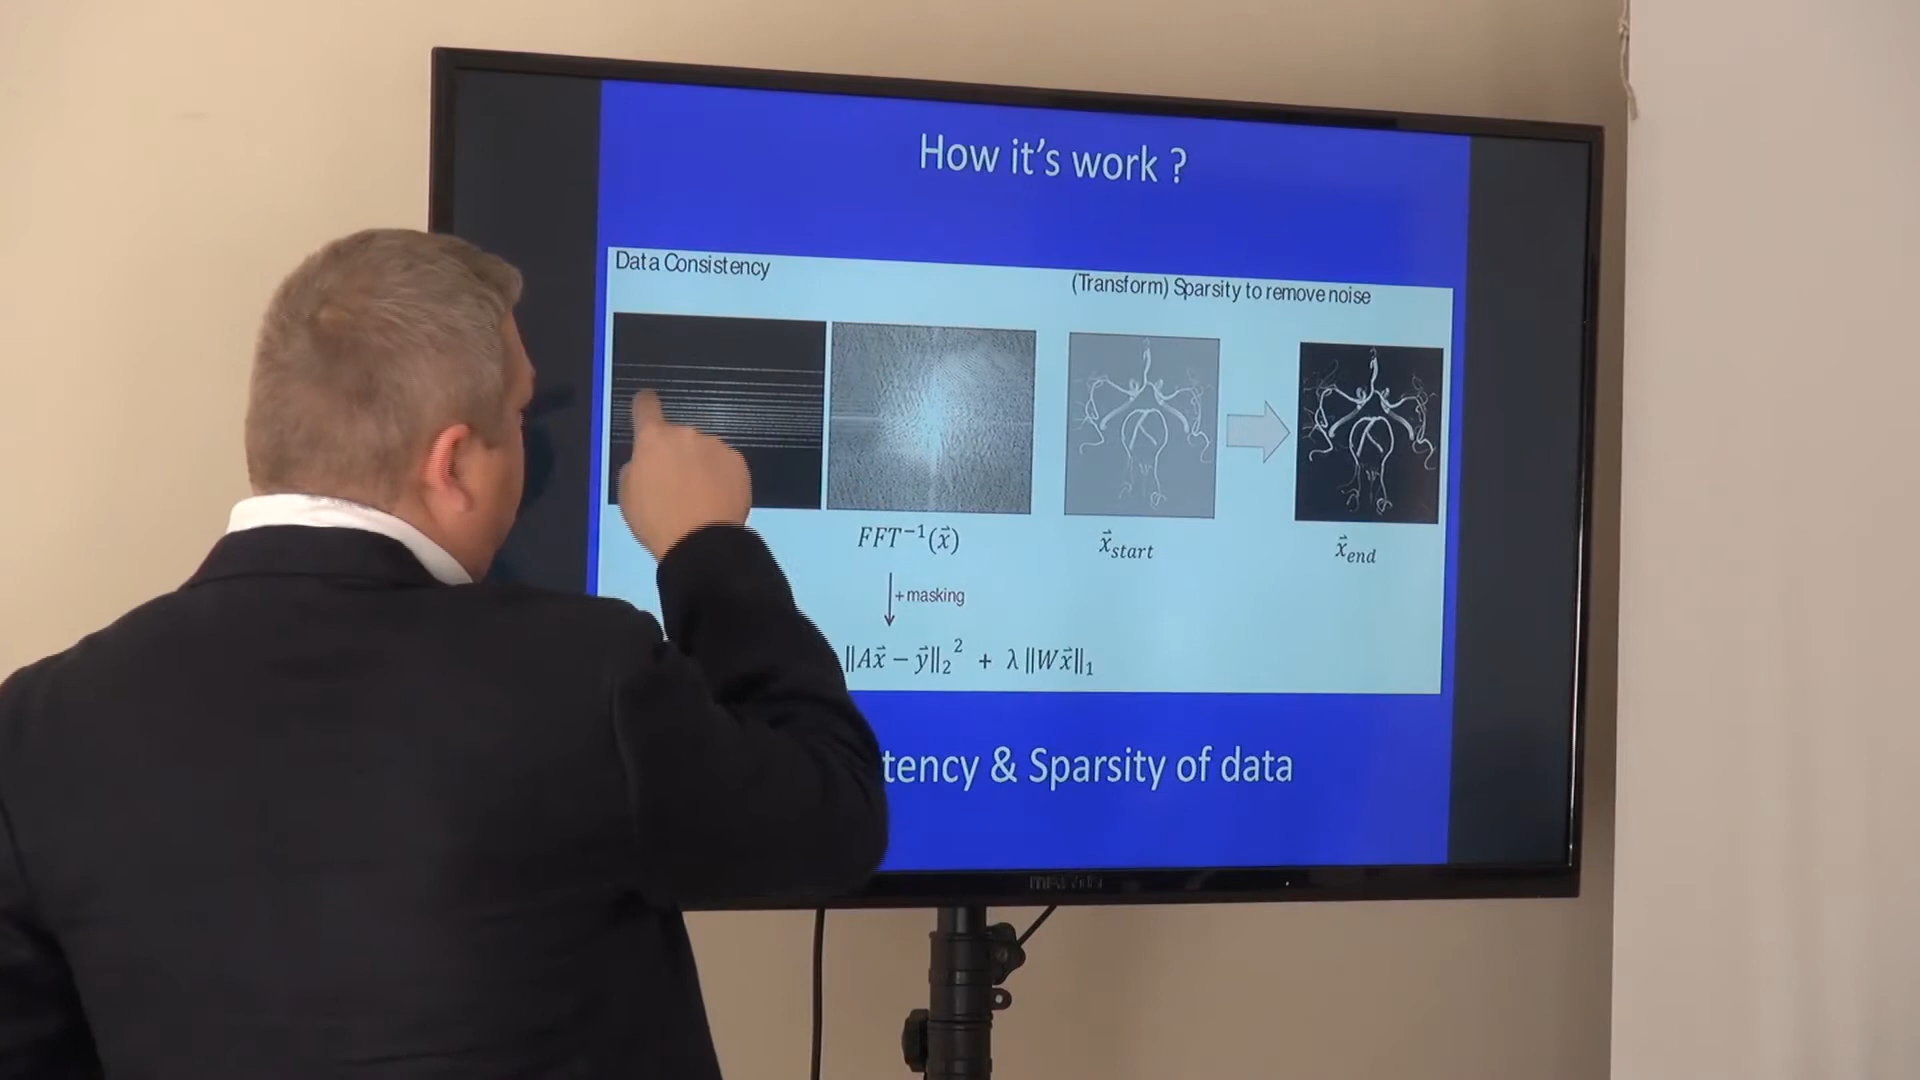 How it's work ?
Data Consistency
(Transform) Sparsity to remove noise
FFT⁻¹(x⃗)
x⃗start
x⃗end
+masking
‖Ax⃗ − y⃗‖₂² + λ‖Wx⃗‖₁
tency & Sparsity of data